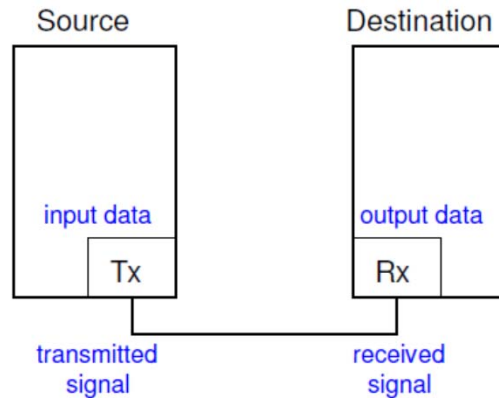 Source
Destination
input data
output data
Tx
Rx
transmitted
signal
received
signal